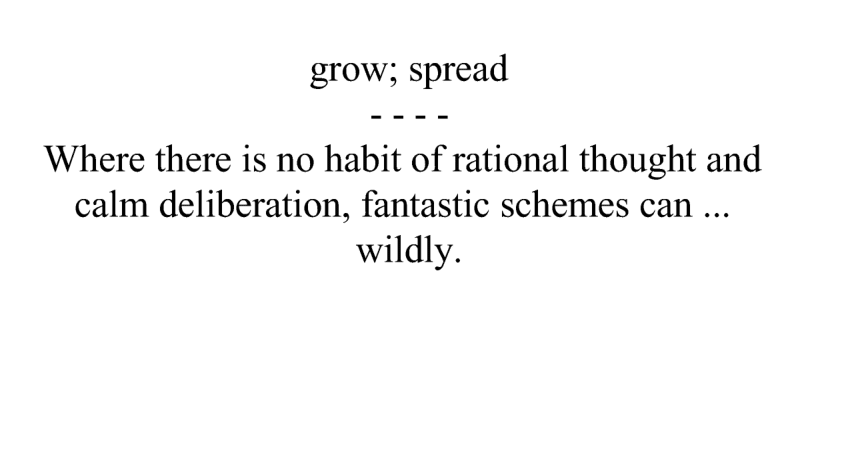 grow; spread
- - - -
Where there is no habit of rational thought and
calm deliberation, fantastic schemes can ...
wildly.